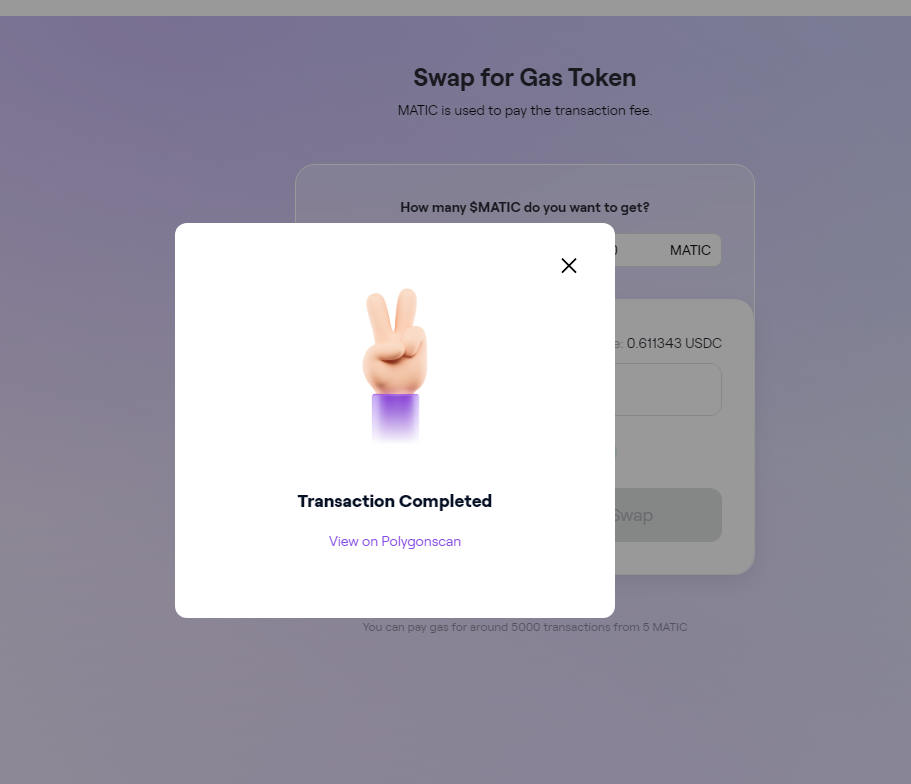 Swap for Gas Token
MATIC is used to pay the transaction fee.
How many $MATIC do you want to get?
MATIC
0.611343 USDC
Transaction Completed
Swap
View on Polygonscan
You can pay gas for around 5000 transactions from 5 MATIC